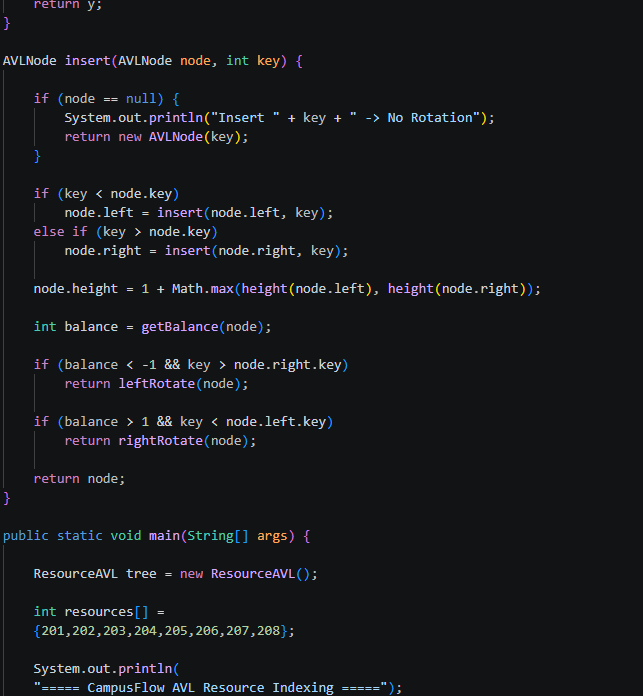 return y;
}
AVLNode insert(AVLNode node, int key) {
if (node == null) {
System.out.println("Insert " + key + " -> No Rotation");
return new AVLNode(key);
}
if (key < node.key)
node.left = insert(node.left, key);
else if (key > node.key)
node.right = insert(node.right, key);
node.height = 1 + Math.max(height(node.left), height(node.right));
int balance = getBalance(node);
if (balance < -1 && key > node.right.key)
return leftRotate(node);
if (balance > 1 && key < node.left.key)
return rightRotate(node);
return node;
}
public static void main(String[] args) {
ResourceAVL tree = new ResourceAVL();
int resources[] =
{201,202,203,204,205,206,207,208};
System.out.println(
"===== CampusFlow AVL Resource Indexing =====");